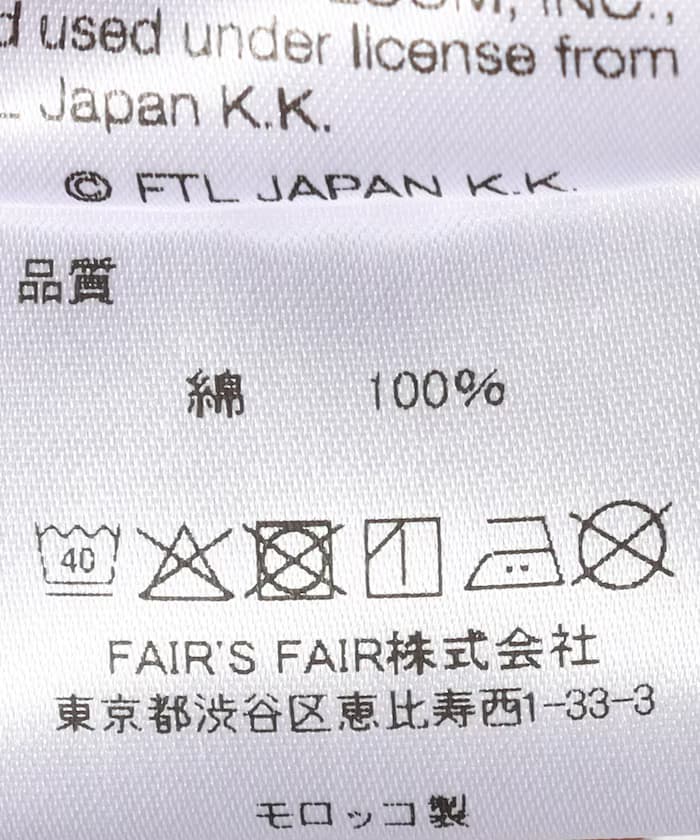 INC.,
d used under license from
Japan K.K.
© FTL JAPAN K.K.
品質
綿 100%
40
FAIR'S FAIR株式会社
東京都渋谷区恵比寿西1-33-3
モロッコ製